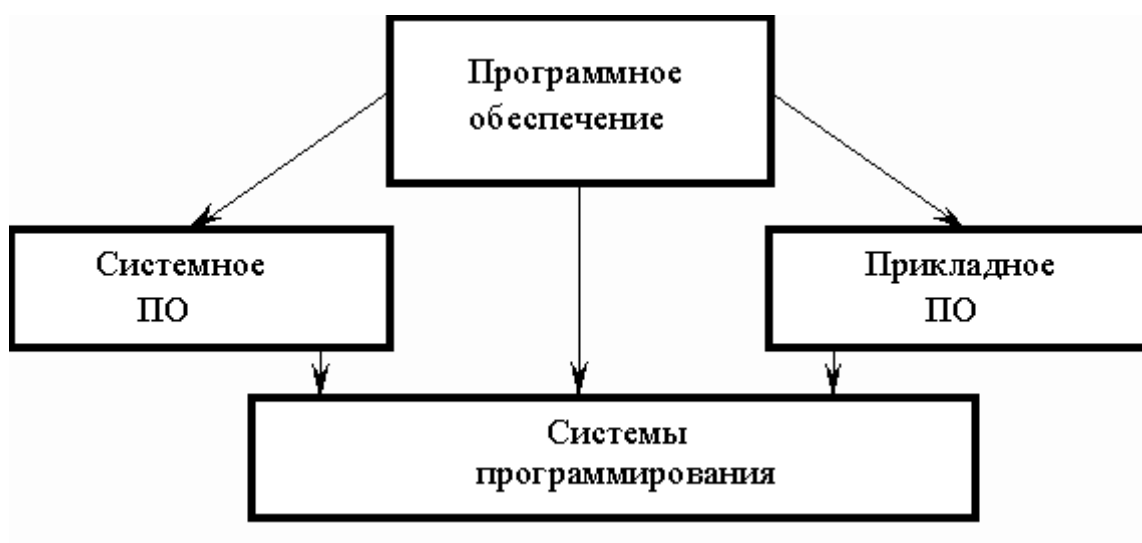 Программное
обеспечение
Системное
ПО
Прикладное
ПО
Системы
программирования